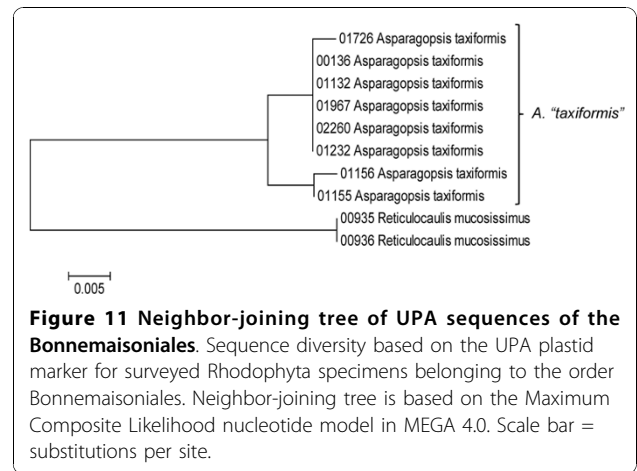 01726 Asparagopsis taxiformis
00136 Asparagopsis taxiformis
01132 Asparagopsis taxiformis
01967 Asparagopsis taxiformis
02260 Asparagopsis taxiformis
01232 Asparagopsis taxiformis
01156 Asparagopsis taxiformis
01155 Asparagopsis taxiformis
A. "taxiformis"
00935 Reticulocaulis mucosissimus
00936 Reticulocaulis mucosissimus
0.005
Figure 11 Neighbor-joining tree of UPA sequences of the
Bonnemaisoniales. Sequence diversity based on the UPA plastid
marker for surveyed Rhodophyta specimens belonging to the order
Bonnemaisoniales. Neighbor-joining tree is based on the Maximum
Composite Likelihood nucleotide model in MEGA 4.0. Scale bar =
substitutions per site.